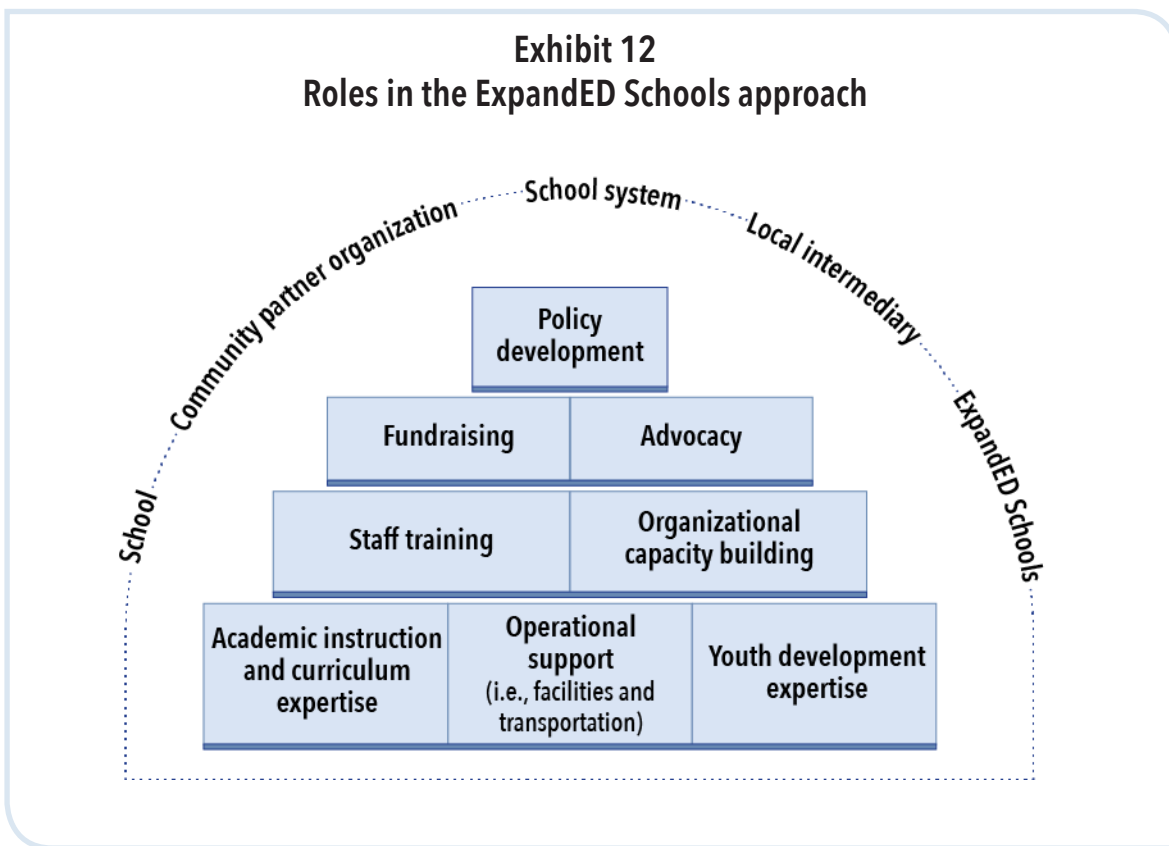 Exhibit 12
Roles in the ExpandED Schools approach
School
Community partner organization
School system
Local intermediary
ExpandED Schools
Policy
development
Fundraising
Advocacy
Staff training
Organizational
capacity building
Academic instruction
and curriculum
expertise
Operational
support
(i.e., facilities and
transportation)
Youth development
expertise